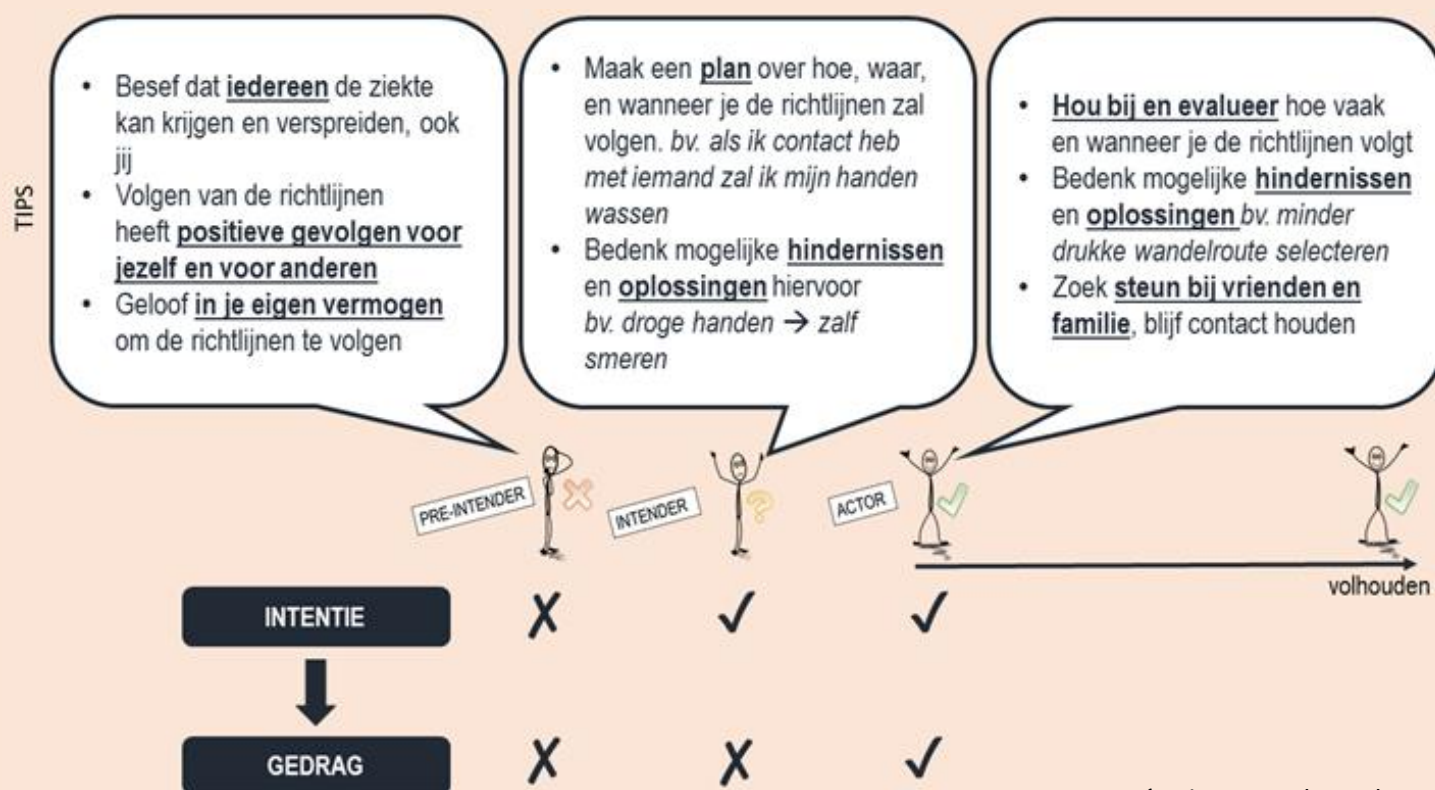 TIPS
• Besef dat iedereen de ziekte
kan krijgen en verspreiden, ook
jij
• Volgen van de richtlijnen
heeft positieve gevolgen voor
jezelf en voor anderen
• Geloof in je eigen vermogen
om de richtlijnen te volgen
• Maak een plan over hoe, waar,
en wanneer je de richtlijnen zal
volgen. bv. als ik contact heb
met iemand zal ik mijn handen
wassen
• Bedenk mogelijke hindernissen
en oplossingen hiervoor
bv. droge handen → zalf
smeren
• Hou bij en evalueer hoe vaak
en wanneer je de richtlijnen volgt
• Bedenk mogelijke hindernissen
en oplossingen bv. minder
drukke wandelroute selecteren
• Zoek steun bij vrienden en
familie, blijf contact houden
PRE-INTENDER
INTENDER
ACTOR
volhouden
INTENTIE
GEDRAG